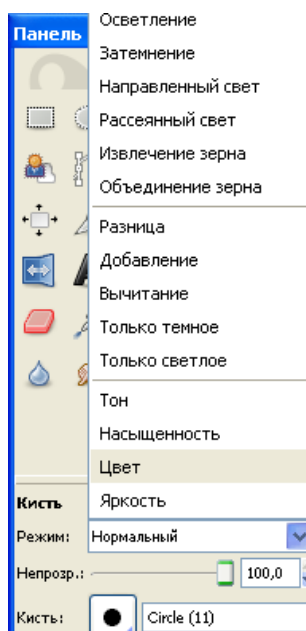 Панель
Осветление
Затемнение
Направленный свет
Рассеянный свет
Извлечение зерна
Объединение зерна
Разница
Добавление
Вычитание
Только темное
Только светлое
Тон
Насыщенность
Цвет
Яркость
Кисть
Режим: Нормальный
Непрозр.: 100,0
Кисть: Circle (11)